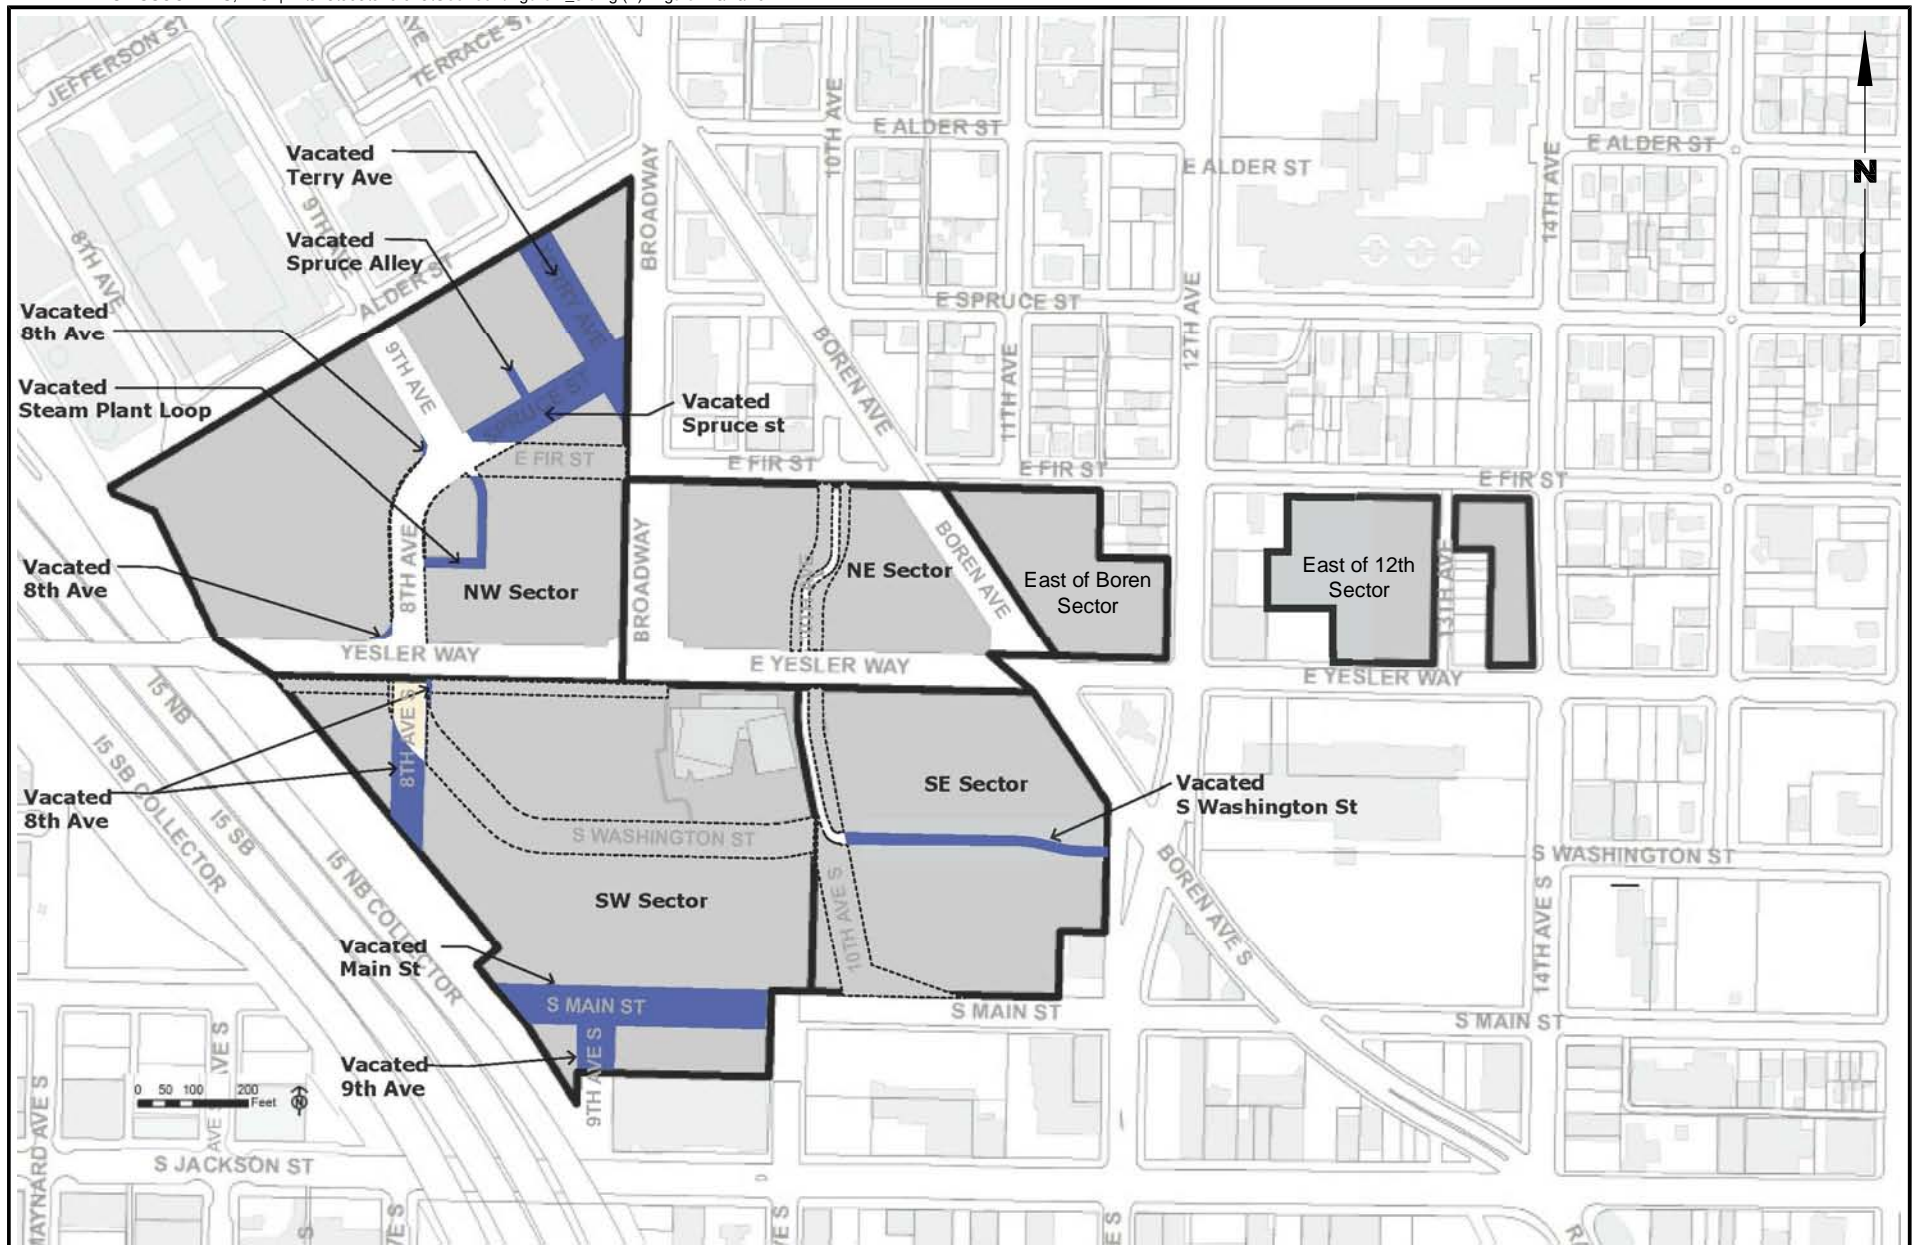 JEFFERSON ST
TERRACE ST
10TH AVE
E ALDER ST
E ALDER ST
E ALDER ST
14TH AVE
N
Vacated
Terry Ave
BROADWAY
9TH AVE
8TH AVE
Vacated
Spruce Alley
ALDER ST
TERRY AVE
12TH AVE
E SPRUCE ST
BOREN AVE
11TH AVE
Vacated
8th Ave
9TH AVE
Vacated
Steam Plant Loop
SPRUCE ST
Vacated
Spruce st
E FIR ST
E FIR ST
E FIR ST
E FIR ST
Vacated
8th Ave
8TH AVE
NW Sector
BROADWAY
NE Sector
BOREN AVE
East of Boren
Sector
East of 12th
Sector
13TH AVE
YESLER WAY
E YESLER WAY
E YESLER WAY
I5 NB
I5 SB COLLECTOR
I5 SB
I5 NB COLLECTOR
8TH AVE S
Vacated
8th Ave
SE Sector
Vacated
S Washington St
S WASHINGTON ST
S WASHINGTON ST
BOREN AVE S
SW Sector
10TH AVE S
14TH AVE S
Vacated
Main St
S MAIN ST
S MAIN ST
S MAIN ST
Vacated
9th Ave
9TH AVE S
0 50 100 200
Feet
N
MAYNARD AVE S
S JACKSON ST